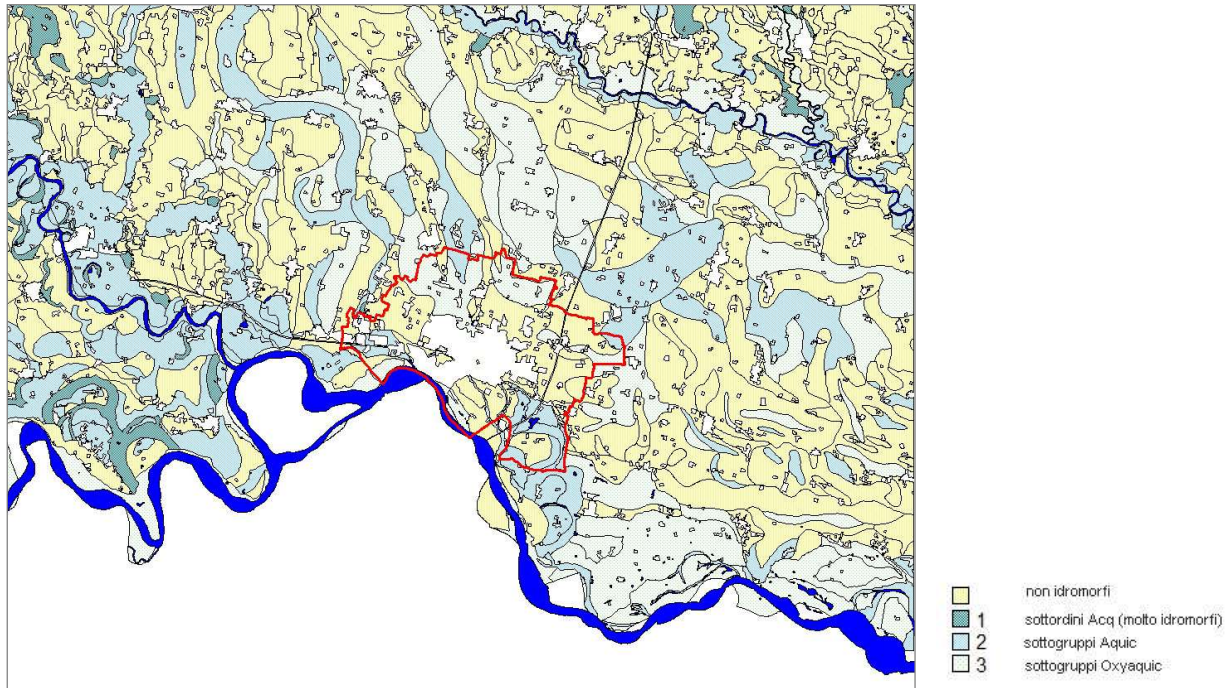 non idromorfi
1 sottordini Acq (molto idromorfi)
2 sottogruppi Aquic
3 sottogruppi Oxyaquic